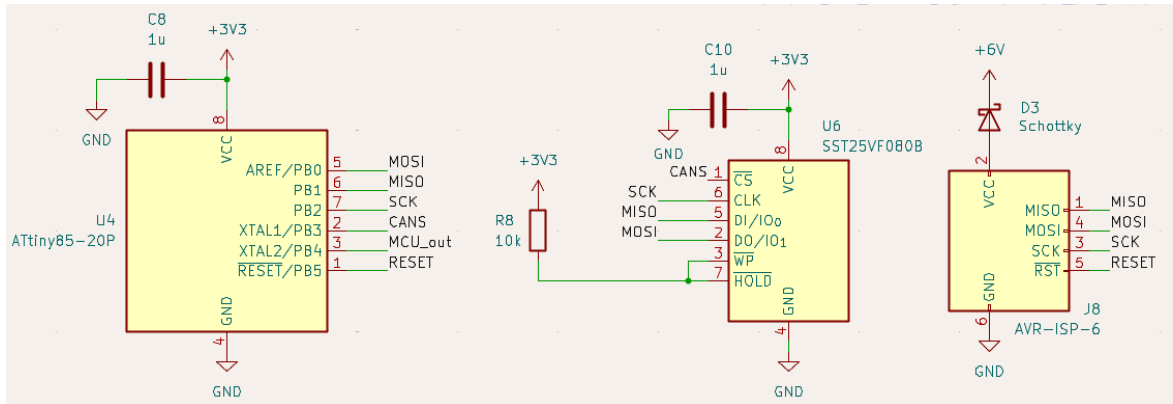 C8
1u
+3V3
GND
8
VCC
U4
ATtiny85-20P
AREF/PB0 5 MOSI
PB1 6 MISO
PB2 7 SCK
XTAL1/PB3 2 CANS
XTAL2/PB4 3 MCU_out
RESET/PB5 1 RESET
GND
4
GND
+3V3
R8
10k
C10
1u
+3V3
GND
U6
SST25VF080B
8
VCC
CANS 1 CS
SCK 6 CLK
MISO 5 DI/IO0
MOSI 2 DO/IO1
3 WP
7 HOLD
GND
4
GND
+6V
D3
Schottky
2
VCC
MISO 1 MISO
MOSI 4 MOSI
SCK 3 SCK
RST 5 RESET
GND
6
J8
AVR-ISP-6
GND